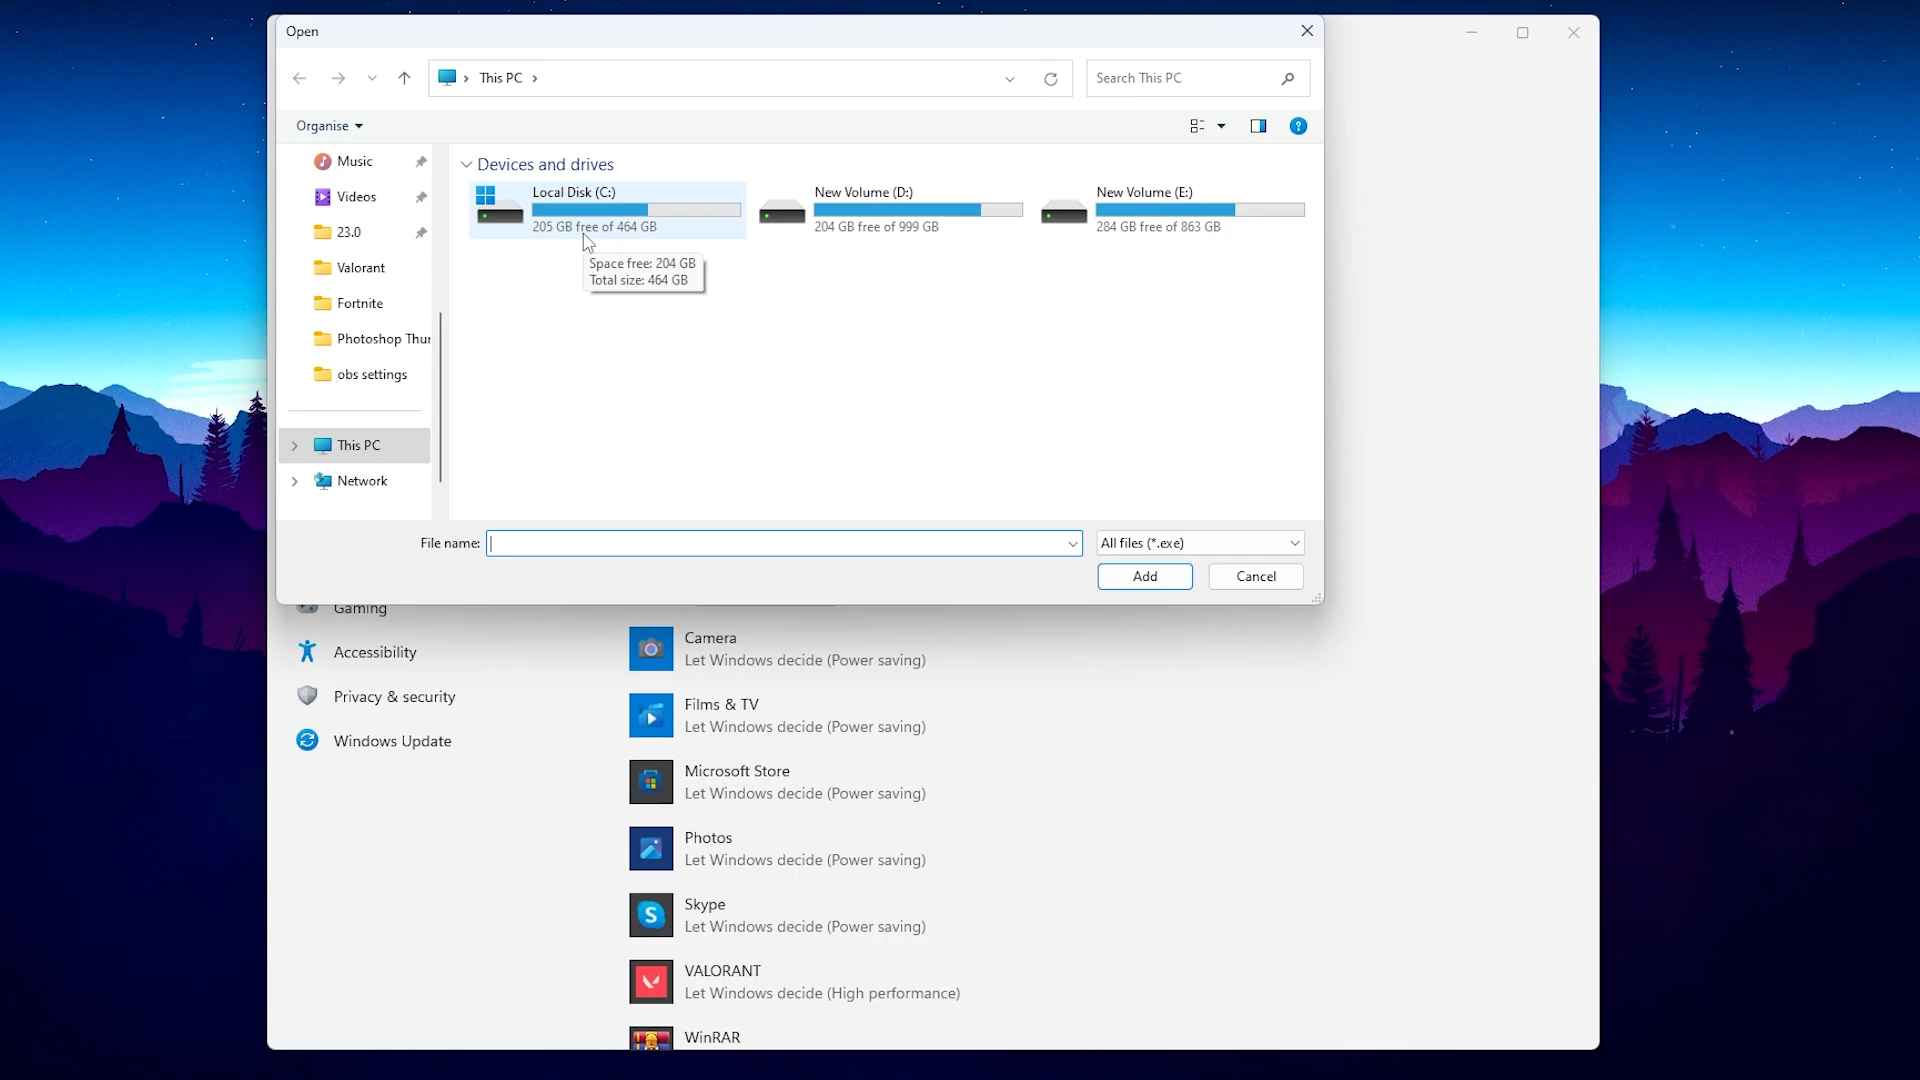 Open
This PC
Search This PC
Organise
Music
Videos
23.0
Valorant
Fortnite
Photoshop Thur
obs settings
This PC
Network
Devices and drives
Local Disk (C:)
205 GB free of 464 GB
New Volume (D:)
204 GB free of 999 GB
New Volume (E:)
284 GB free of 863 GB
Space free: 204 GB
Total size: 464 GB
File name:
All files (*.exe)
Add
Cancel
Gaming
Accessibility
Privacy & security
Windows Update
Camera
Let Windows decide (Power saving)
Films & TV
Let Windows decide (Power saving)
Microsoft Store
Let Windows decide (Power saving)
Photos
Let Windows decide (Power saving)
Skype
Let Windows decide (Power saving)
VALORANT
Let Windows decide (High performance)
WinRAR